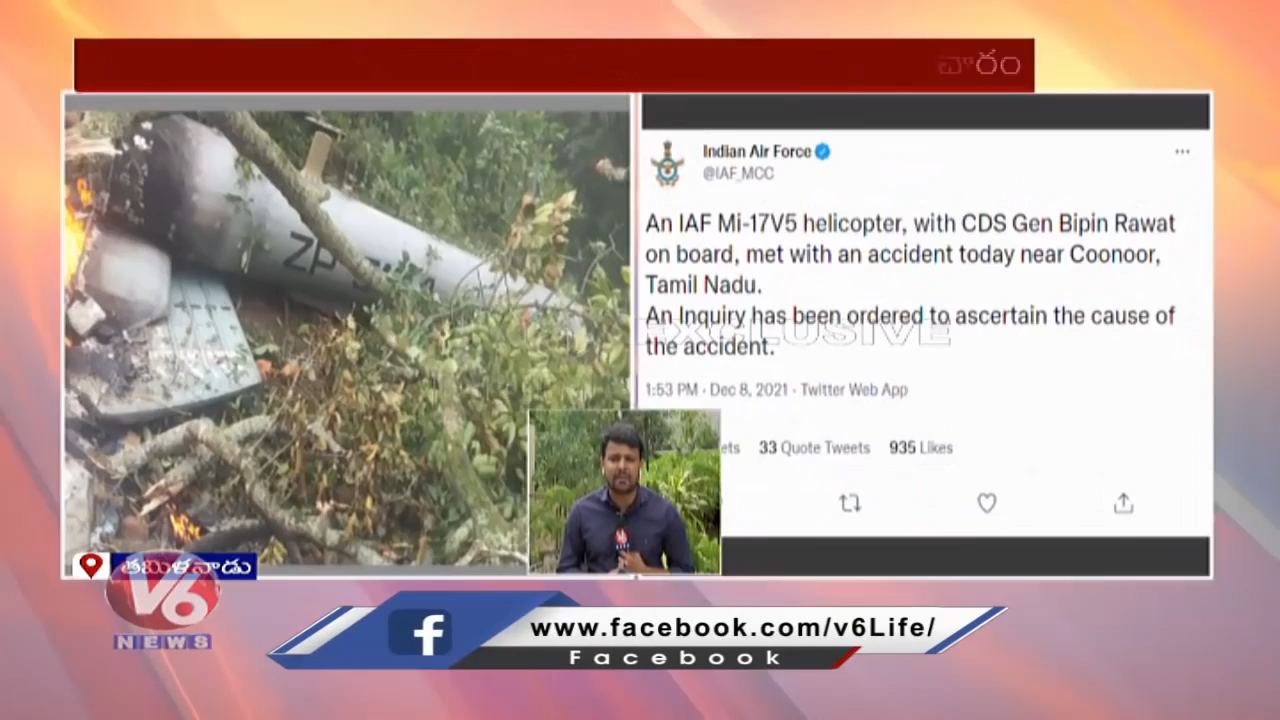 చారం
Indian Air Force
@IAF_MCC
An IAF Mi-17V5 helicopter, with CDS Gen Bipin Rawat
on board, met with an accident today near Coonoor,
Tamil Nadu.
An Inquiry has been ordered to ascertain the cause of
the accident.
EXCLUSIVE
1:53 PM · Dec 8, 2021 · Twitter Web App
ets 33 Quote Tweets 935 Likes
ZP
తమిళనాడు
V6
NEWS
www.facebook.com/v6Life/
Facebook